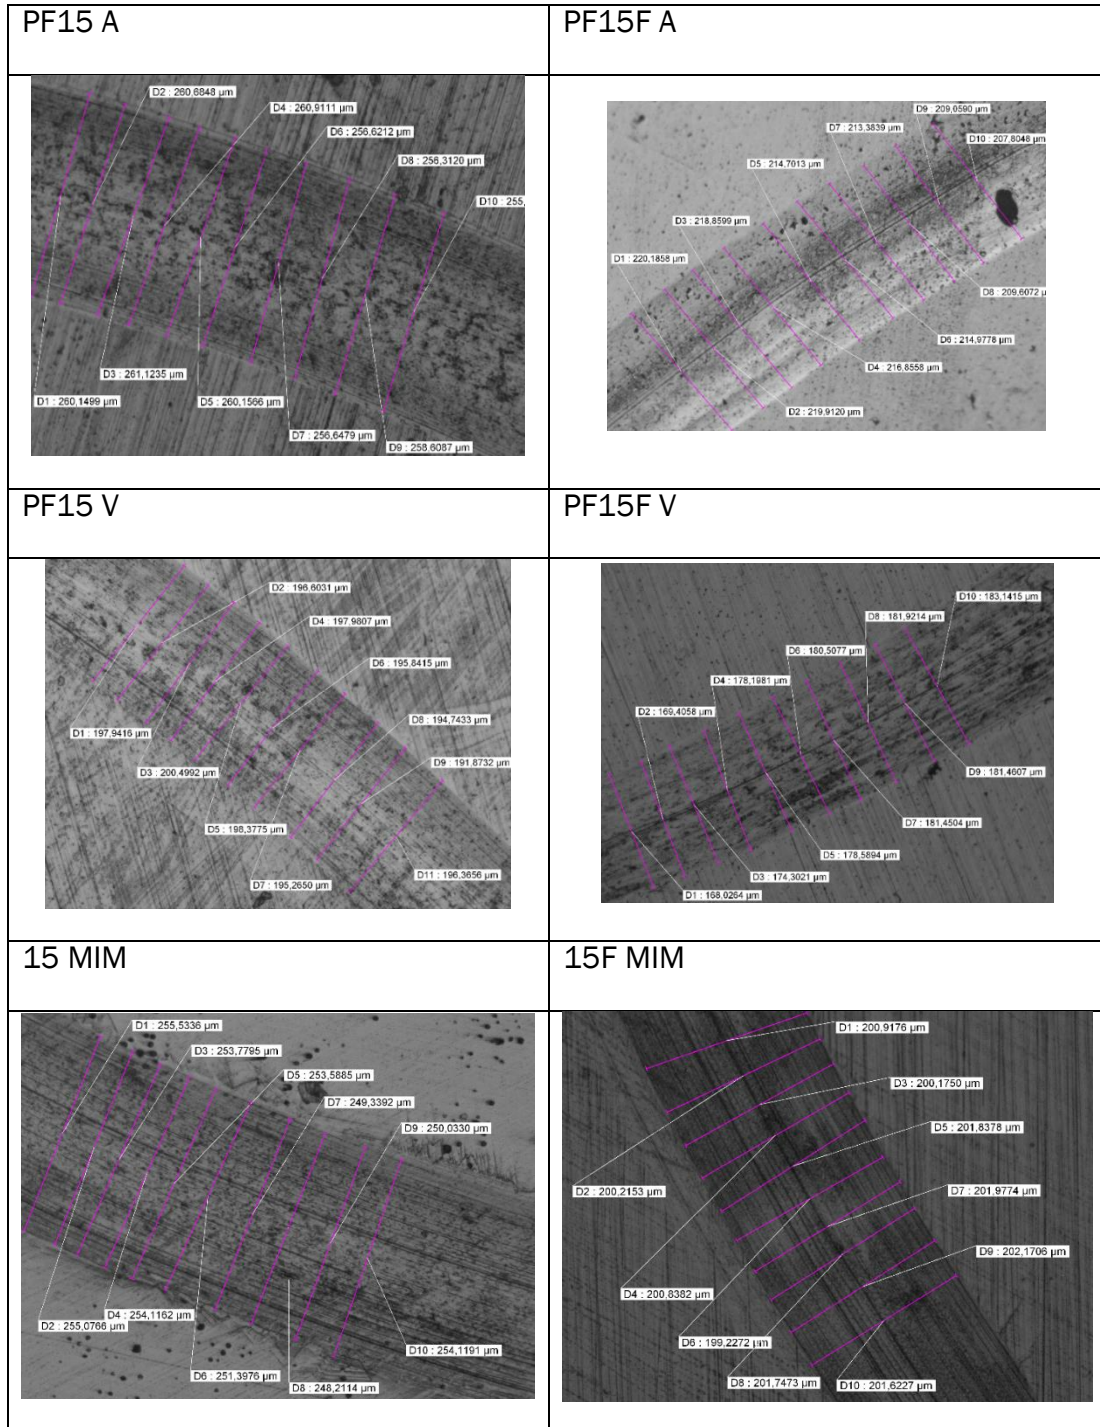 PF15 A
PF15F A
D2 : 260,6848 µm
D4 : 260,9111 µm
D6 : 256,6212 µm
D8 : 256,3120 µm
D10 : 255,
D3 : 261,1235 µm
D1 : 260,1499 µm
D5 : 260,1566 µm
D7 : 256,6479 µm
D9 : 258,6087 µm
D9 : 209,0590 µm
D7 : 213,3839 µm
D10 : 207,8048 µm
D5 : 214,7013 µm
D3 : 218,8599 µm
D1 : 220,1858 µm
D8 : 209,6072 µ
D6 : 214,9778 µm
D4 : 216,8558 µm
D2 : 219,9120 µm
PF15 V
PF15F V
D2 : 196,6031 µm
D4 : 197,9807 µm
D6 : 195,8415 µm
D8 : 194,7433 µm
D1 : 197,9416 µm
D9 : 191,8732 µm
D3 : 200,4992 µm
D5 : 198,3775 µm
D11 : 196,3656 µm
D7 : 195,2650 µm
D10 : 183,1415 µm
D8 : 181,9214 µm
D6 : 180,5077 µm
D4 : 178,1981 µm
D2 : 169,4058 µm
D9 : 181,4607 µm
D7 : 181,4504 µm
D5 : 178,5894 µm
D3 : 174,3021 µm
D1 : 168,0264 µm
15 MIM
15F MIM
D1 : 255,5336 µm
D3 : 253,7795 µm
D5 : 253,5885 µm
D7 : 249,3392 µm
D9 : 250,0330 µm
D4 : 254,1162 µm
D2 : 255,0766 µm
D10 : 254,1191 µm
D6 : 251,3976 µm
D8 : 248,2114 µm
D1 : 200,9176 µm
D3 : 200,1750 µm
D5 : 201,8378 µm
D2 : 200,2153 µm
D7 : 201,9774 µm
D9 : 202,1706 µm
D4 : 200,8382 µm
D6 : 199,2272 µm
D8 : 201,7473 µm
D10 : 201,6227 µm